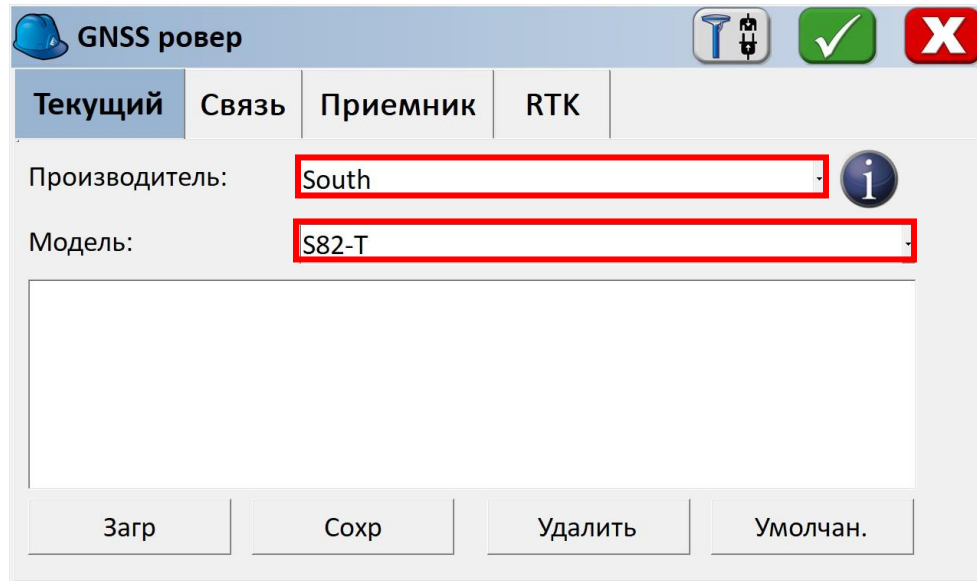 GNSS ровер
Текущий Связь Приемник RTK
Производитель: South
Модель: S82-T
Загр Сохр Удалить Умолчан.